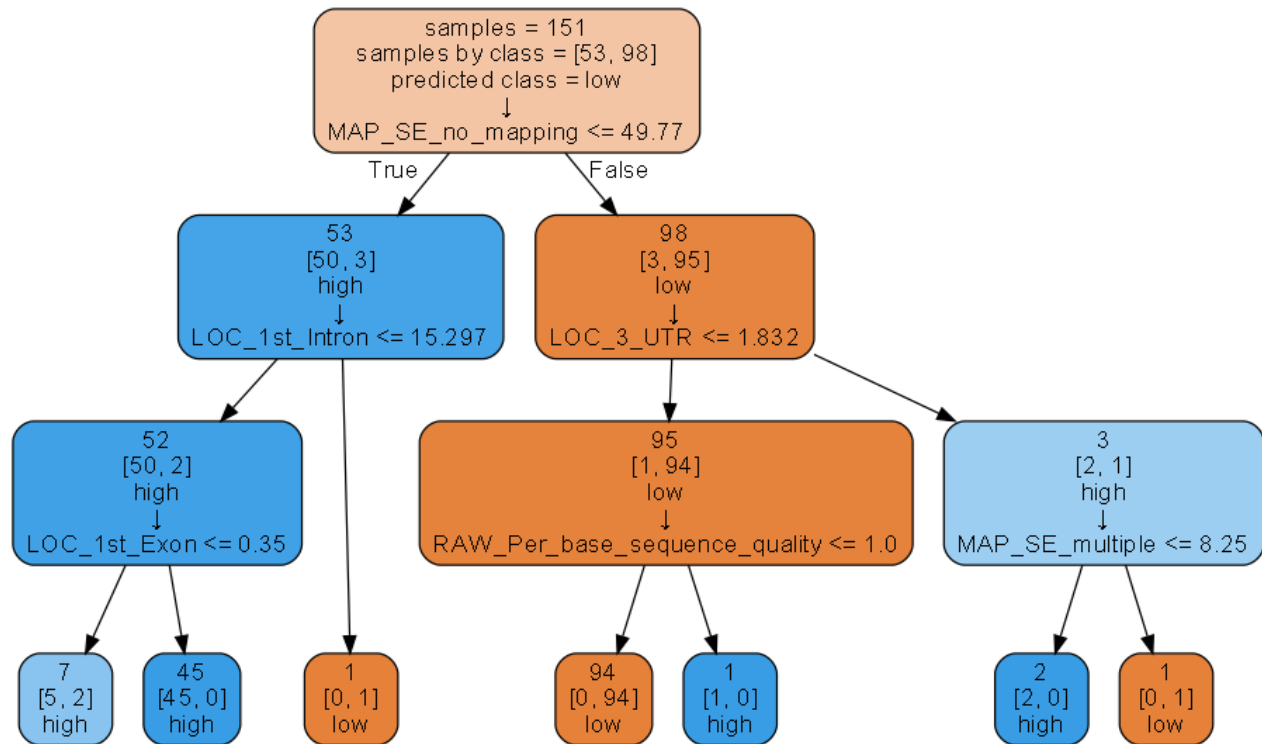 samples = 151
samples by class = [53, 98]
predicted class = low
↓
MAP_SE_no_mapping <= 49.77
True
False
53
[50, 3]
high
↓
LOC_1st_Intron <= 15.297
98
[3, 95]
low
↓
LOC_3_UTR <= 1.832
52
[50, 2]
high
↓
LOC_1st_Exon <= 0.35
95
[1, 94]
low
↓
RAW_Per_base_sequence_quality <= 1.0
3
[2, 1]
high
↓
MAP_SE_multiple <= 8.25
7
[5, 2]
high
45
[45, 0]
high
1
[0, 1]
low
94
[0, 94]
low
1
[1, 0]
high
2
[2, 0]
high
1
[0, 1]
low